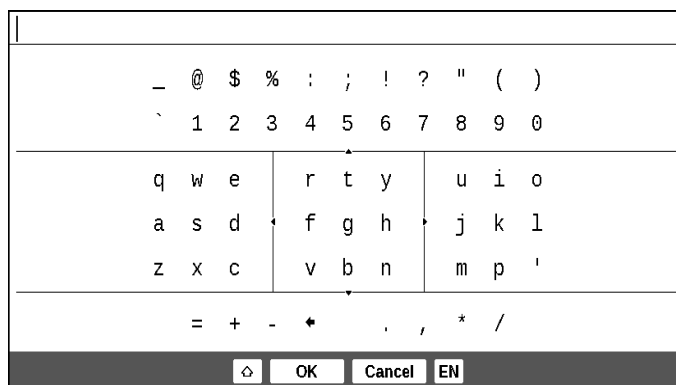 _ @ $ % : ; ! ? " ( )
` 1 2 3 4 5 6 7 8 9 0
q w e r t y u i o
a s d f g h j k l
z x c v b n m p '
= + - . , * /
OK Cancel EN